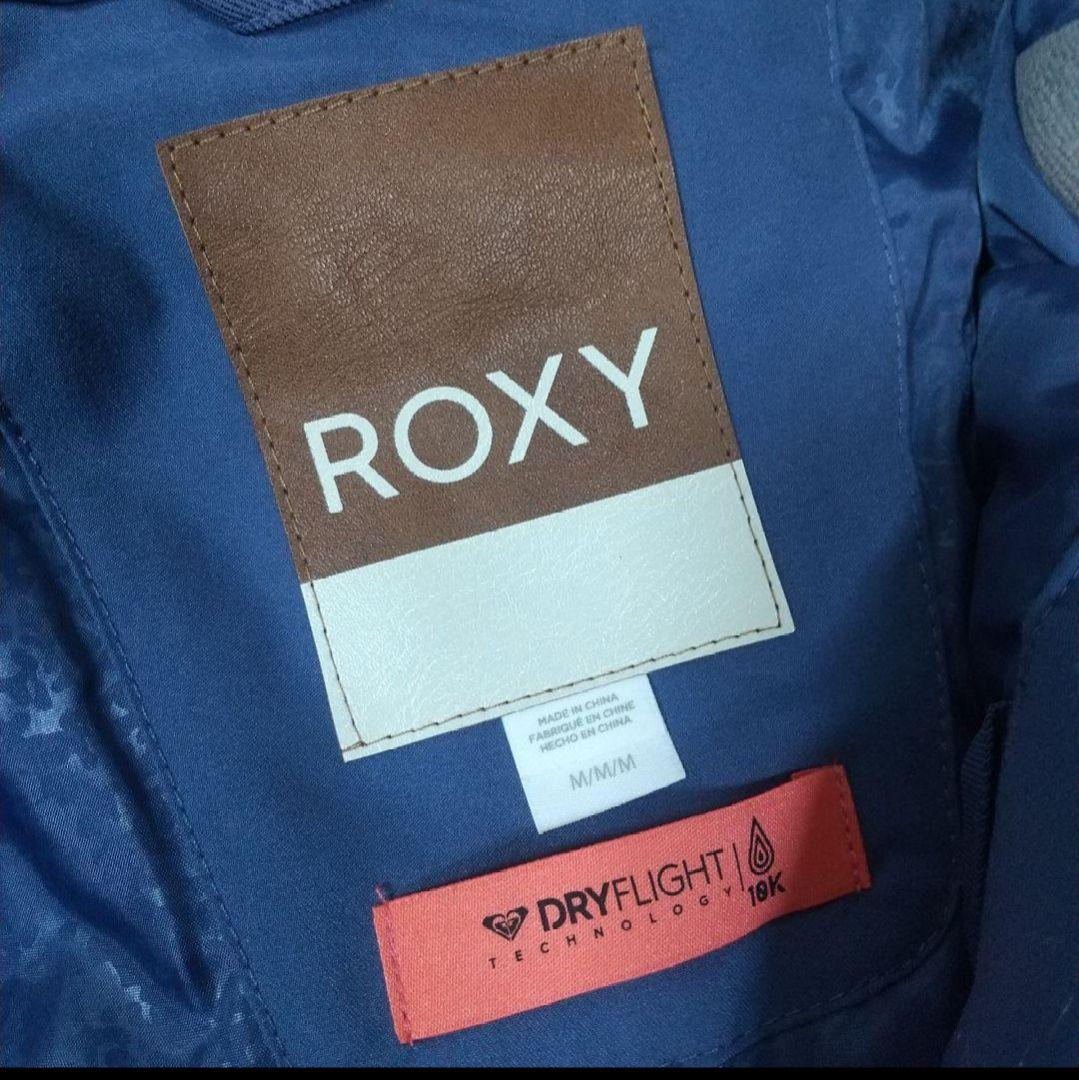 ROXY
MADE IN CHINA
FABRIQUÉ EN CHINE
HECHO EN CHINA
M/M/M
DRYFLIGHT
TECHNOLOGY
10K